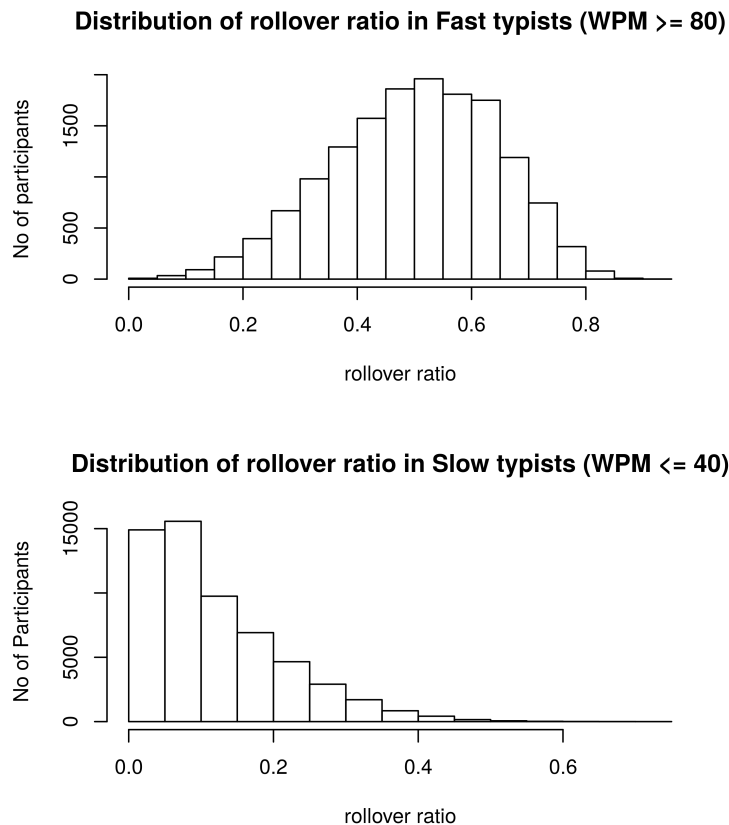 Distribution of rollover ratio in Fast typists (WPM >= 80)
No of participants
1500
500
0
0.0 0.2 0.4 0.6 0.8
rollover ratio
Distribution of rollover ratio in Slow typists (WPM <= 40)
No of Participants
15000
5000
0
0.0 0.2 0.4 0.6
rollover ratio